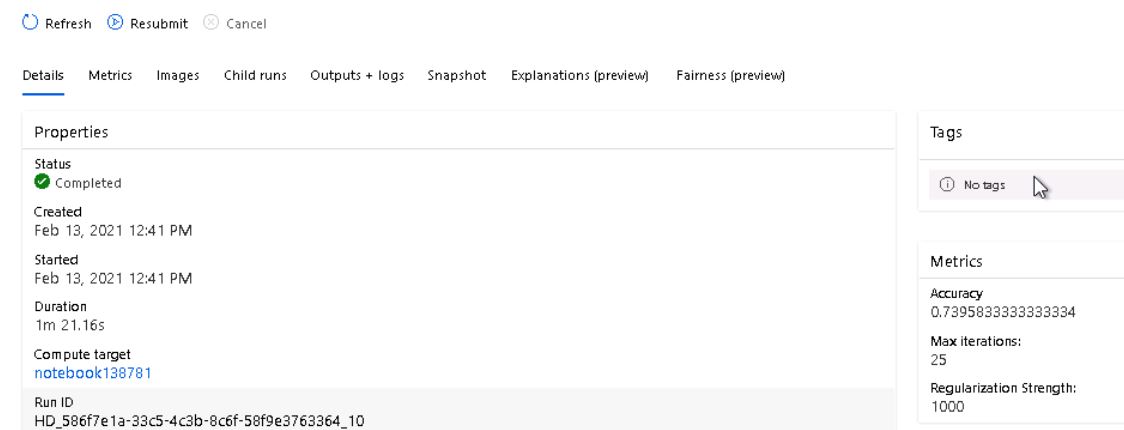 Refresh Resubmit Cancel
Details Metrics Images Child runs Outputs + logs Snapshot Explanations (preview) Fairness (preview)
Properties
Status
Completed
Created
Feb 13, 2021 12:41 PM
Started
Feb 13, 2021 12:41 PM
Duration
1m 21.16s
Compute target
notebook138781
Run ID
HD_586f7e1a-33c5-4c3b-8c6f-58f9e3763364_10
Tags
No tags
Metrics
Accuracy
0.7395833333333334
Max iterations:
25
Regularization Strength:
1000